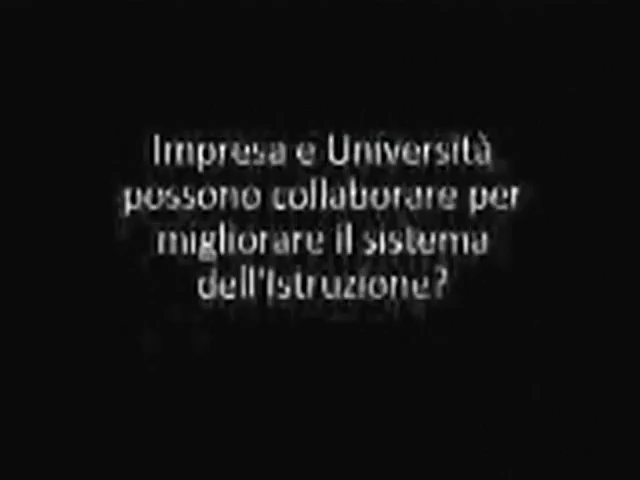 Impresa e Università
possono collaborare per
migliorare il sistema
dell'Istruzione?